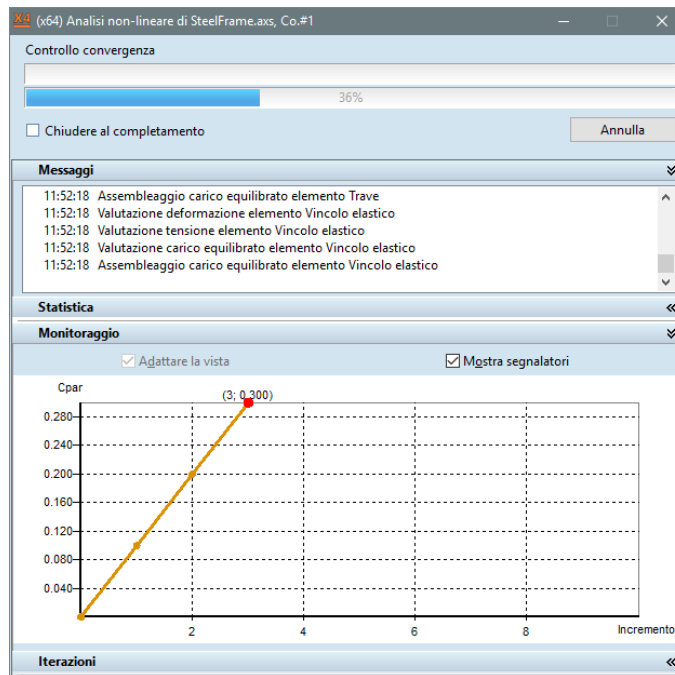 X4 (x64) Analisi non-lineare di SteelFrame.axs, Co.#1
Controllo convergenza
36%
Chiudere al completamento
Annulla
Messaggi
11:52:18 Assembleaggio carico equilibrato elemento Trave
11:52:18 Valutazione deformazione elemento Vincolo elastico
11:52:18 Valutazione tensione elemento Vincolo elastico
11:52:18 Valutazione carico equilibrato elemento Vincolo elastico
11:52:18 Assembleaggio carico equilibrato elemento Vincolo elastico
Statistica
Monitoraggio
Adattare la vista
Mostra segnalatori
Cpar
(3; 0.300)
0.280
0.240
0.200
0.160
0.120
0.080
0.040
2 4 6 8 Incremento
Iterazioni